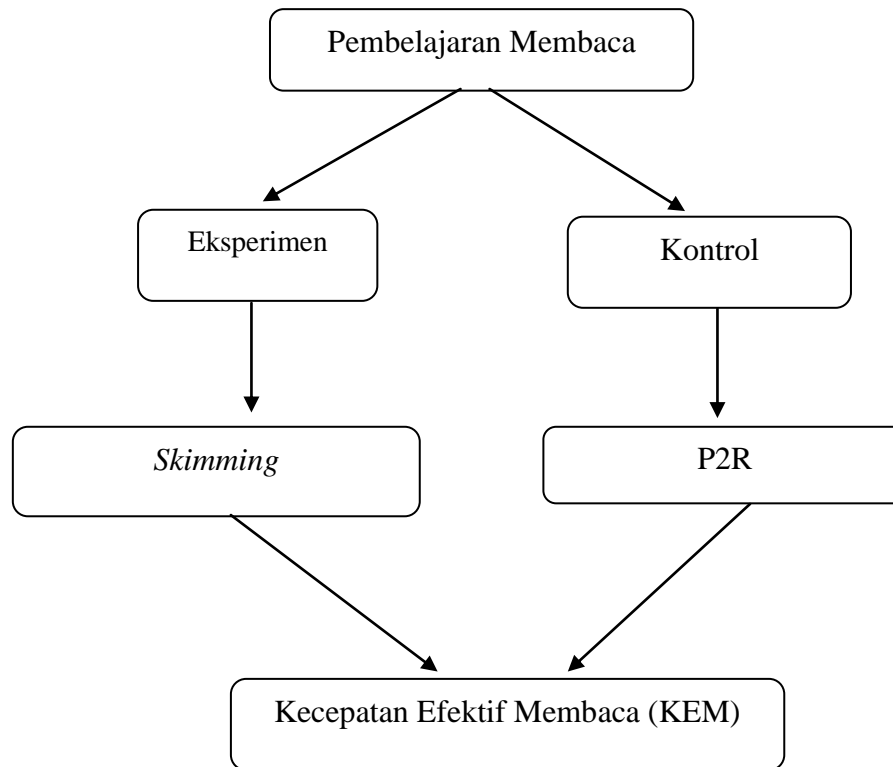 Pembelajaran Membaca
Eksperimen
Kontrol
Skimming
P2R
Kecepatan Efektif Membaca (KEM)